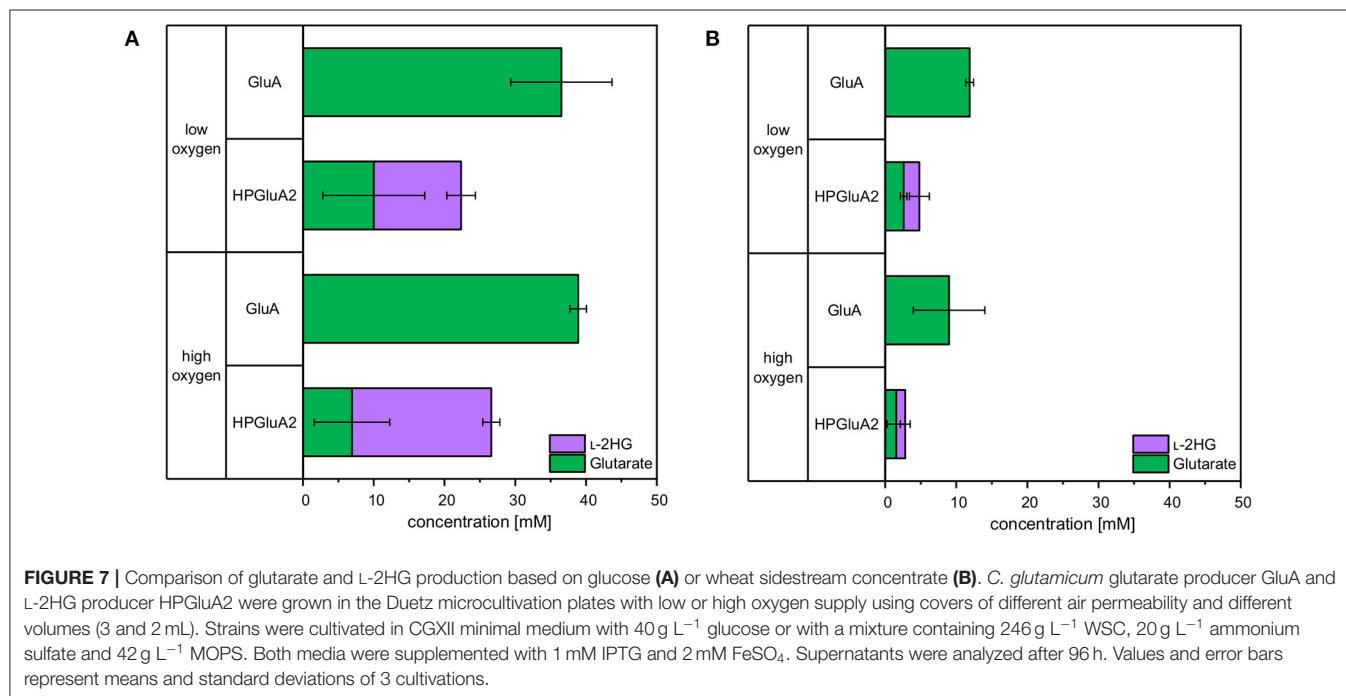 A
low
oxygen
GluA
HPGluA2
high
oxygen
GluA
HPGluA2
L-2HG
Glutarate
0 10 20 30 40 50
concentration [mM]
B
low
oxygen
GluA
HPGluA2
high
oxygen
GluA
HPGluA2
L-2HG
Glutarate
0 10 20 30 40 50
concentration [mM]
FIGURE 7 | Comparison of glutarate and L-2HG production based on glucose (A) or wheat sidestream concentrate (B). C. glutamicum glutarate producer GluA and
L-2HG producer HPGluA2 were grown in the Duetz microcultivation plates with low or high oxygen supply using covers of different air permeability and different
volumes (3 and 2 mL). Strains were cultivated in CGXII minimal medium with 40 g L⁻¹ glucose or with a mixture containing 246 g L⁻¹ WSC, 20 g L⁻¹ ammonium
sulfate and 42 g L⁻¹ MOPS. Both media were supplemented with 1 mM IPTG and 2 mM FeSO₄. Supernatants were analyzed after 96 h. Values and error bars
represent means and standard deviations of 3 cultivations.